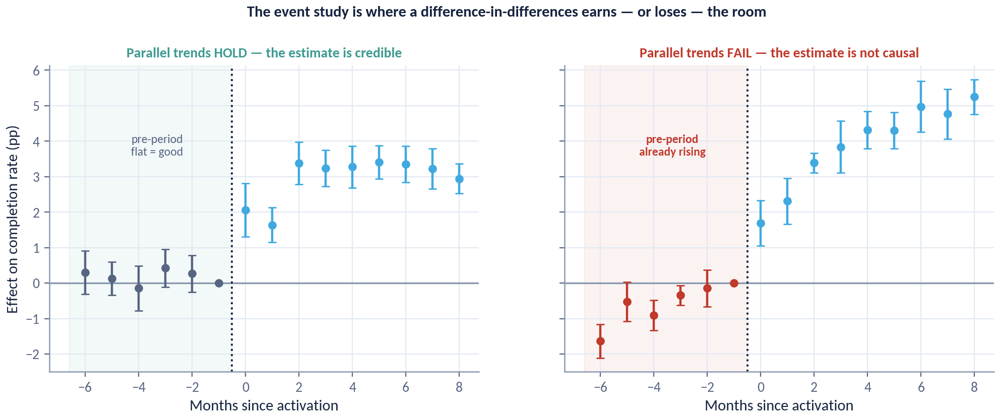 The event study is where a difference-in-differences earns — or loses — the room
Parallel trends HOLD — the estimate is credible
Effect on completion rate (pp)
6
5
4
3
2
1
0
−1
−2
pre-period
flat = good
−6
−4
−2
0
2
4
6
8
Months since activation
Parallel trends FAIL — the estimate is not causal
pre-period
already rising
−6
−4
−2
0
2
4
6
8
Months since activation